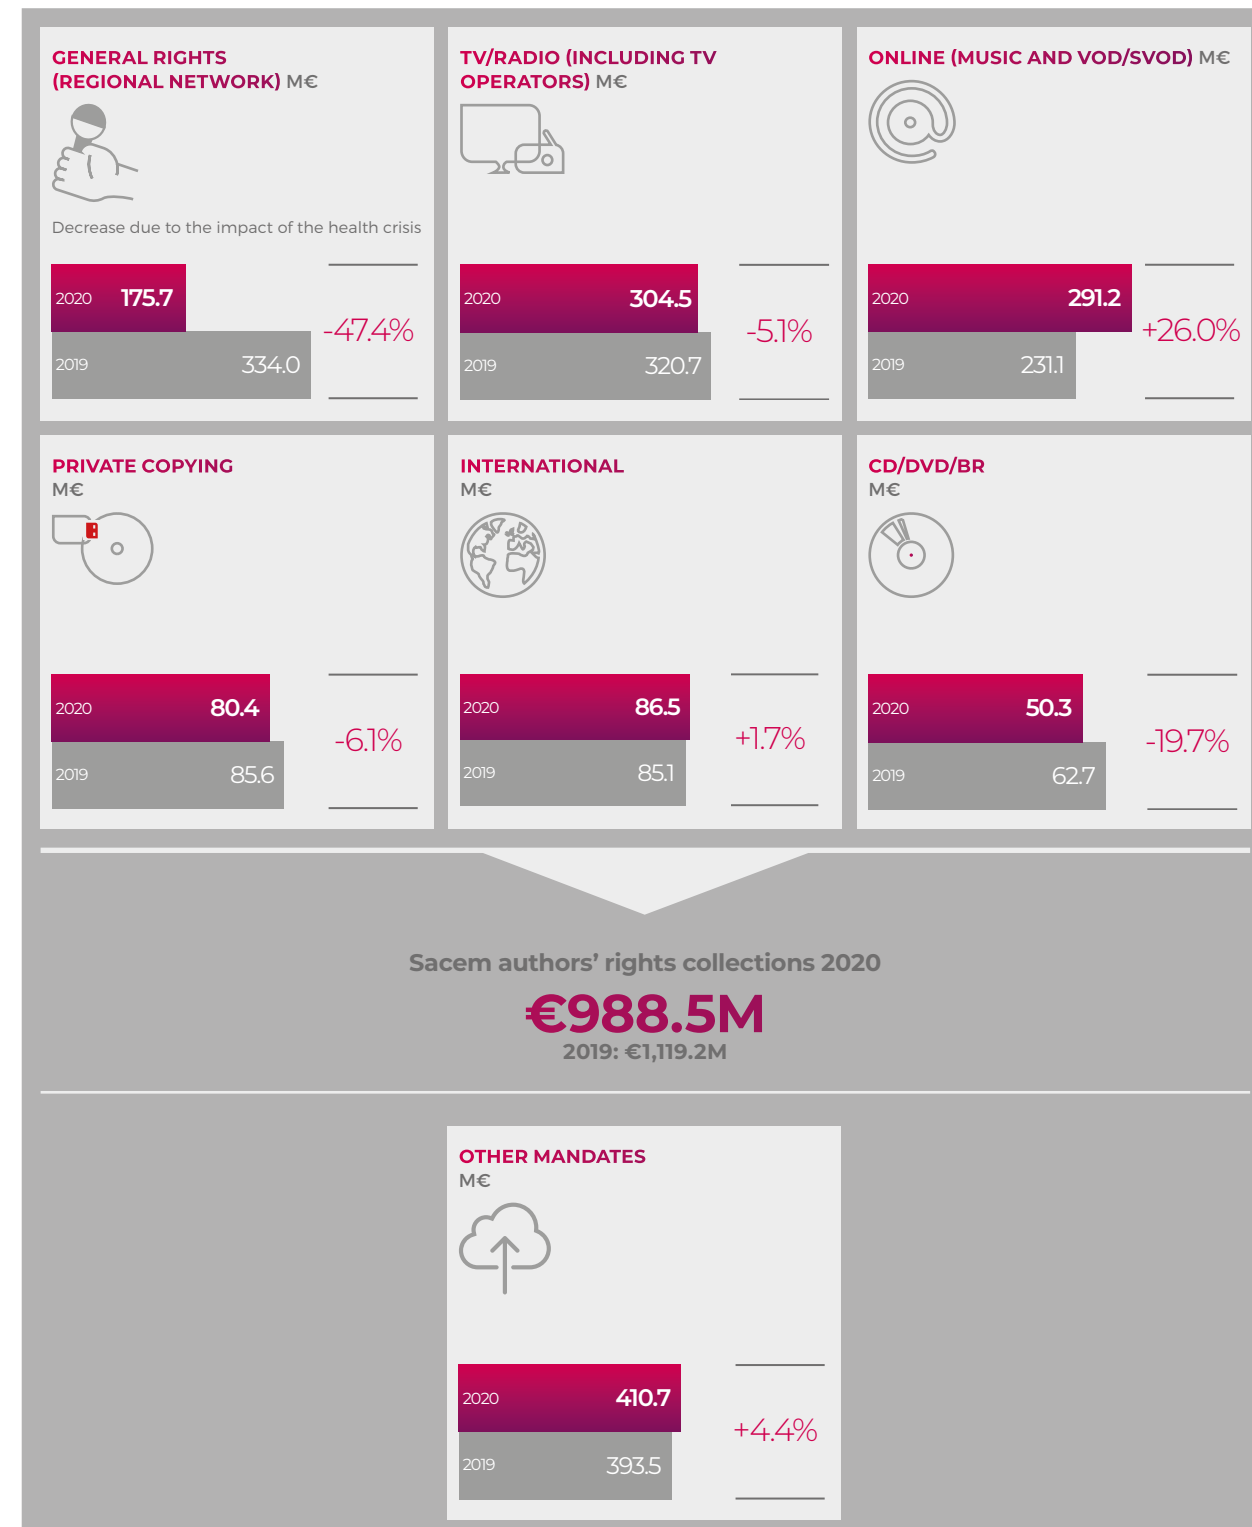 GENERAL RIGHTS
(REGIONAL NETWORK) M€
Decrease due to the impact of the health crisis
2020 175.7
-47.4%
2019 334.0
TV/RADIO (INCLUDING TV
OPERATORS) M€
2020 304.5
-5.1%
2019 320.7
ONLINE (MUSIC AND VOD/SVOD) M€
2020 291.2
+26.0%
2019 231.1
PRIVATE COPYING
M€
2020 80.4
-6.1%
2019 85.6
INTERNATIONAL
M€
2020 86.5
+1.7%
2019 85.1
CD/DVD/BR
M€
2020 50.3
-19.7%
2019 62.7
Sacem authors’ rights collections 2020
€988.5M
2019: €1,119.2M
OTHER MANDATES
M€
2020 410.7
+4.4%
2019 393.5